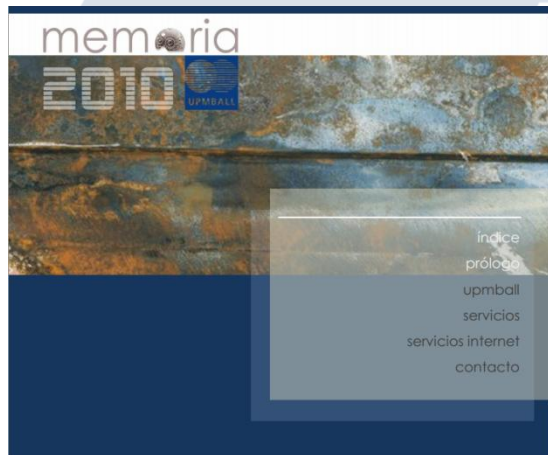 memoria
2010
UPMBALL
índice
prólogo
upmball
servicios
servicios internet
contacto